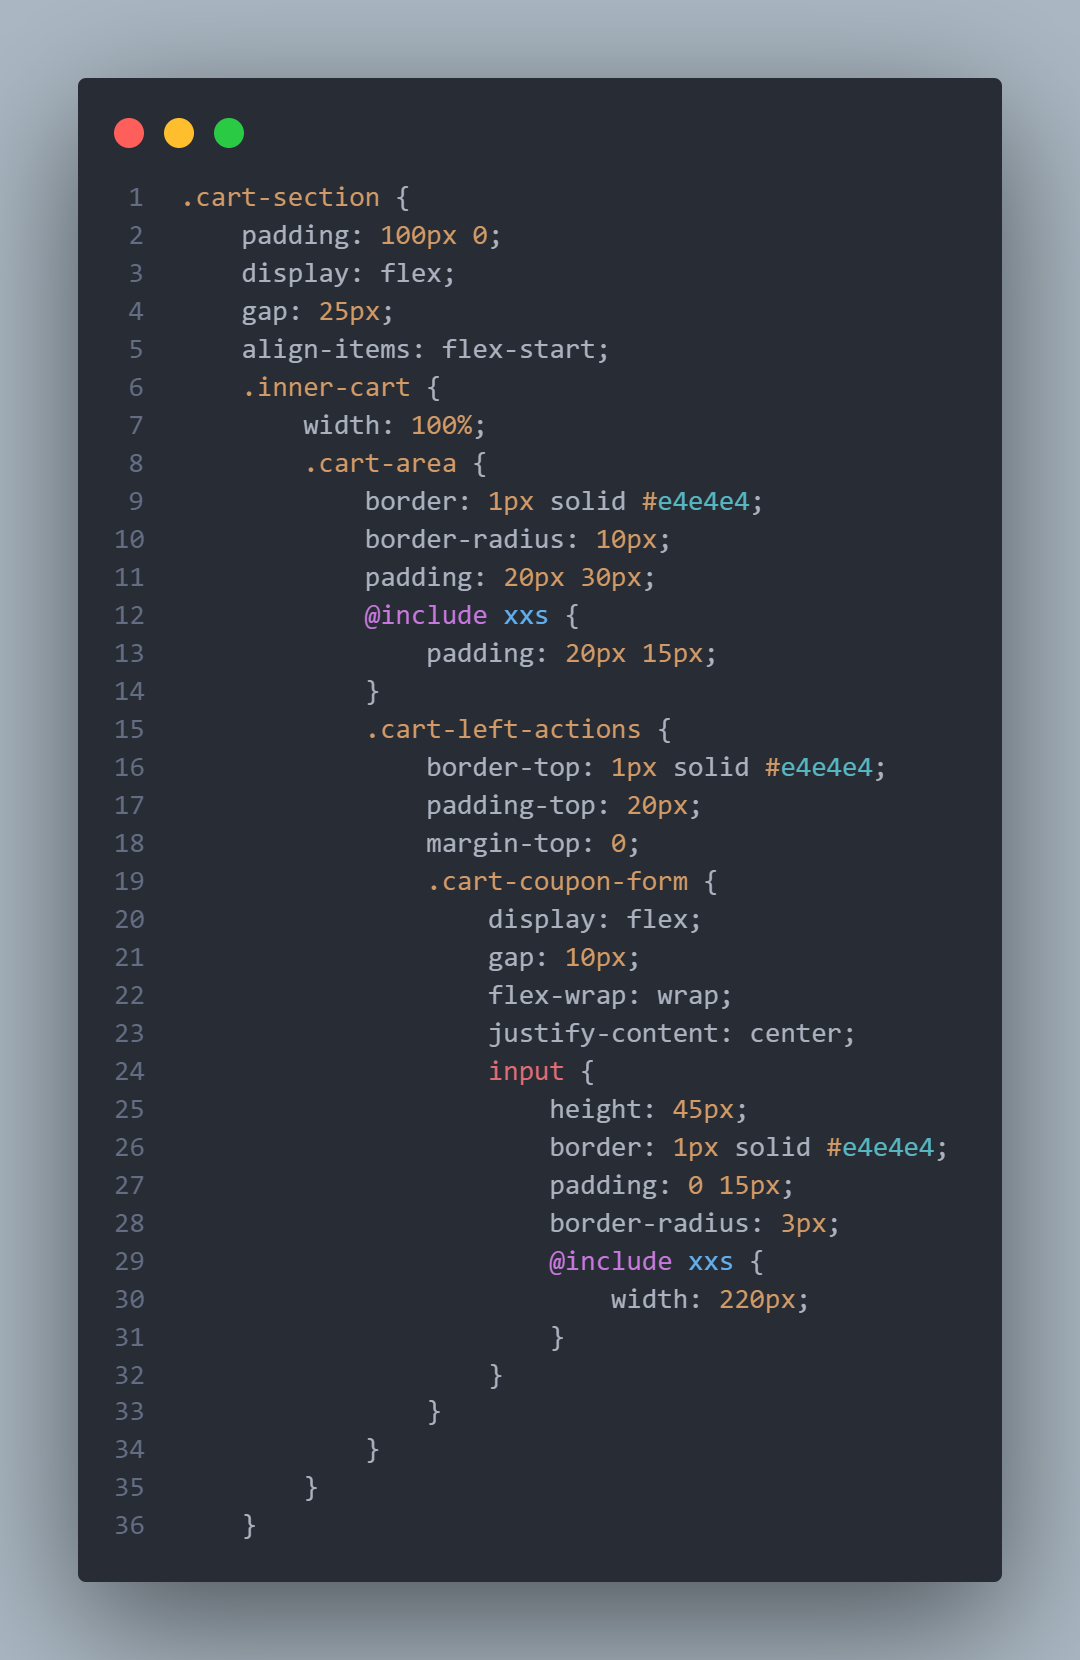 1 .cart-section {
2     padding: 100px 0;
3     display: flex;
4     gap: 25px;
5     align-items: flex-start;
6     .inner-cart {
7         width: 100%;
8         .cart-area {
9             border: 1px solid #e4e4e4;
10             border-radius: 10px;
11             padding: 20px 30px;
12             @include xxs {
13                 padding: 20px 15px;
14             }
15             .cart-left-actions {
16                 border-top: 1px solid #e4e4e4;
17                 padding-top: 20px;
18                 margin-top: 0;
19                 .cart-coupon-form {
20                     display: flex;
21                     gap: 10px;
22                     flex-wrap: wrap;
23                     justify-content: center;
24                     input {
25                         height: 45px;
26                         border: 1px solid #e4e4e4;
27                         padding: 0 15px;
28                         border-radius: 3px;
29                         @include xxs {
30                             width: 220px;
31                         }
32                     }
33                 }
34             }
35         }
36     }